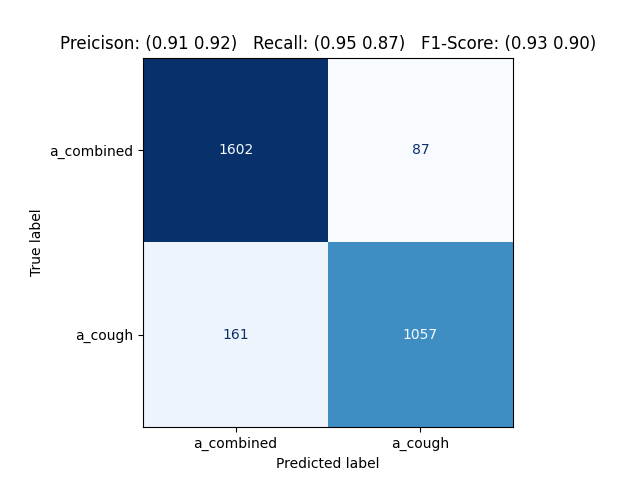 Preicison: (0.91 0.92)   Recall: (0.95 0.87)   F1-Score: (0.93 0.90)
a_combined
1602
87
True label
a_cough
161
1057
a_combined
a_cough
Predicted label